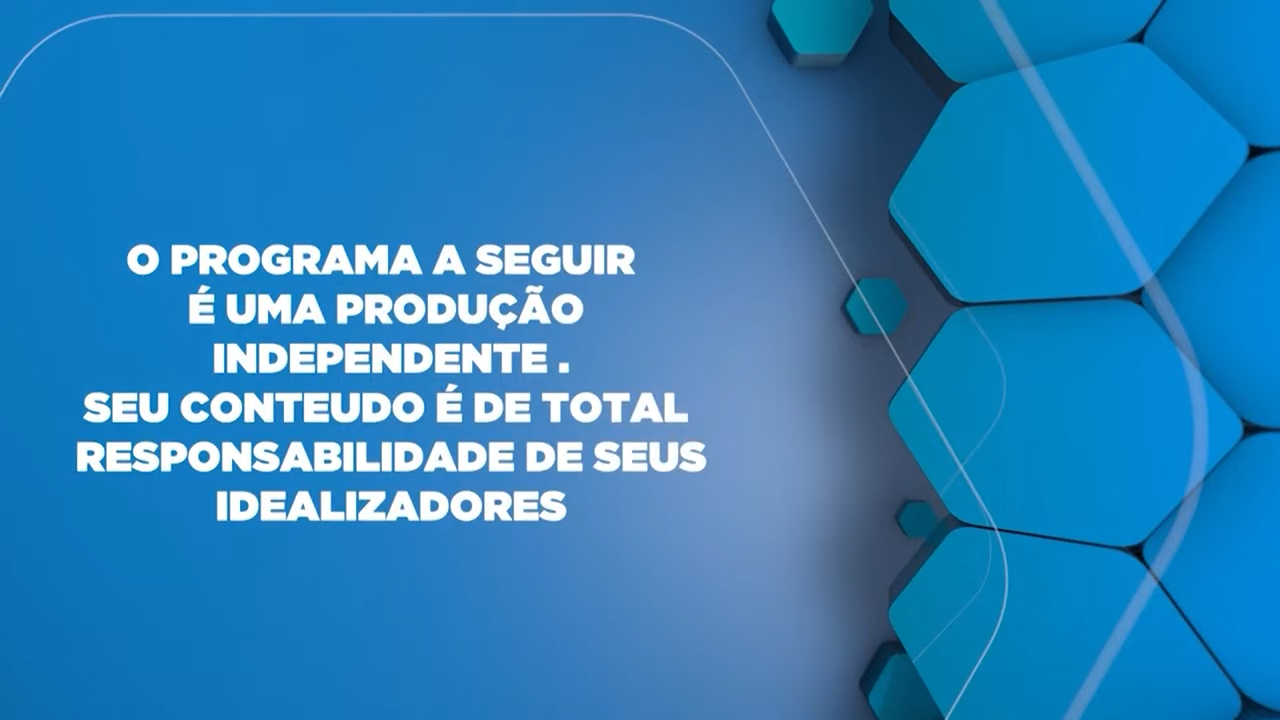 O PROGRAMA A SEGUIR
É UMA PRODUÇÃO
INDEPENDENTE .
SEU CONTEUDO É DE TOTAL
RESPONSABILIDADE DE SEUS
IDEALIZADORES